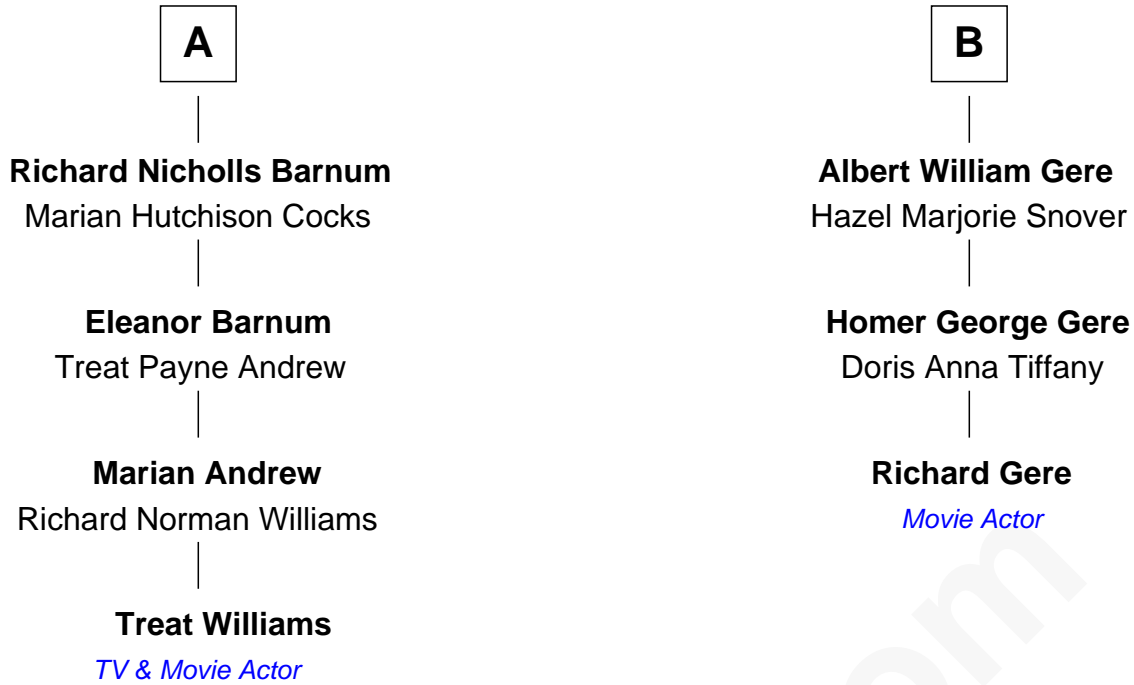 A
Richard Nicholls Barnum
Marian Hutchison Cocks
Eleanor Barnum
Treat Payne Andrew
Marian Andrew
Richard Norman Williams
Treat Williams
TV & Movie Actor
B
Albert William Gere
Hazel Marjorie Snover
Homer George Gere
Doris Anna Tiffany
Richard Gere
Movie Actor
om